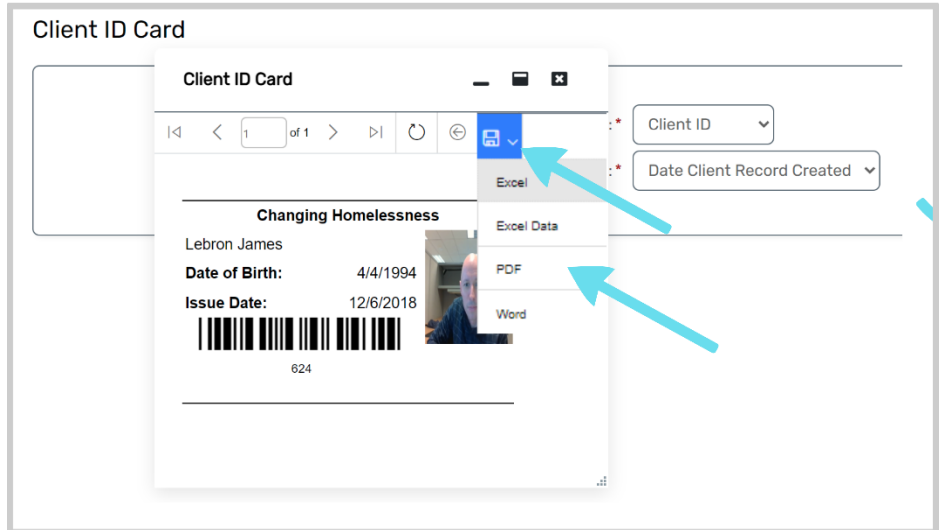 Client ID Card
Client ID Card
1 of 1
:* Client ID
:* Date Client Record Created
Excel
Excel Data
PDF
Word
Changing Homelessness
Lebron James
Date of Birth: 4/4/1994
Issue Date: 12/6/2018
624